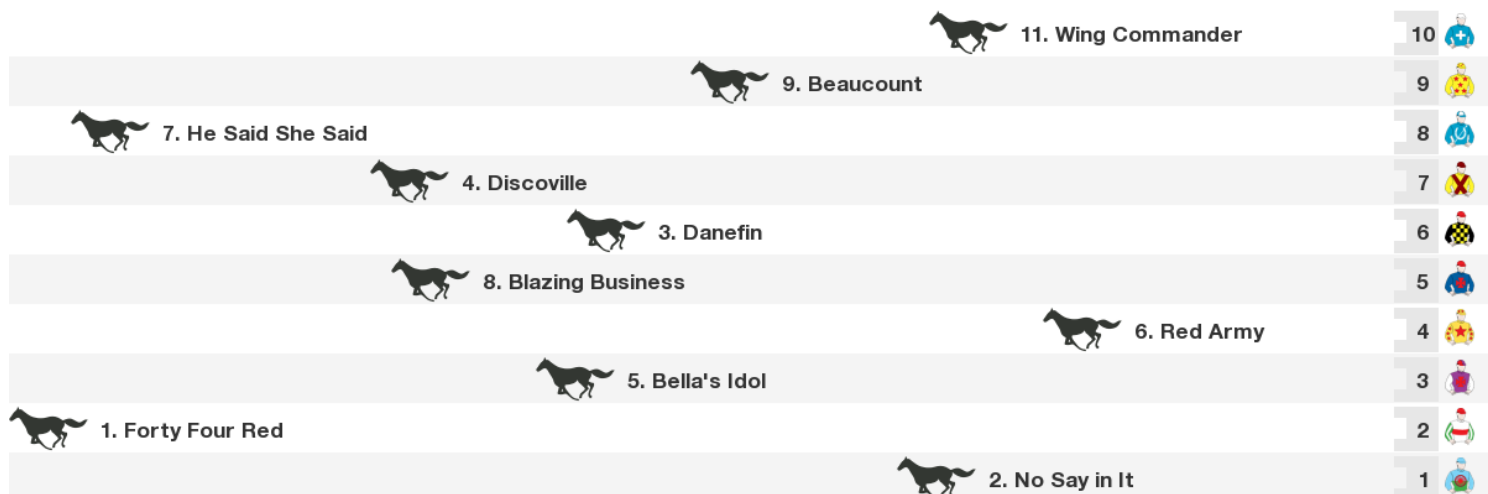 11. Wing Commander 10
9. Beaucount 9
7. He Said She Said 8
4. Discoville 7
3. Danefin 6
8. Blazing Business 5
6. Red Army 4
5. Bella's Idol 3
1. Forty Four Red 2
2. No Say in It 1